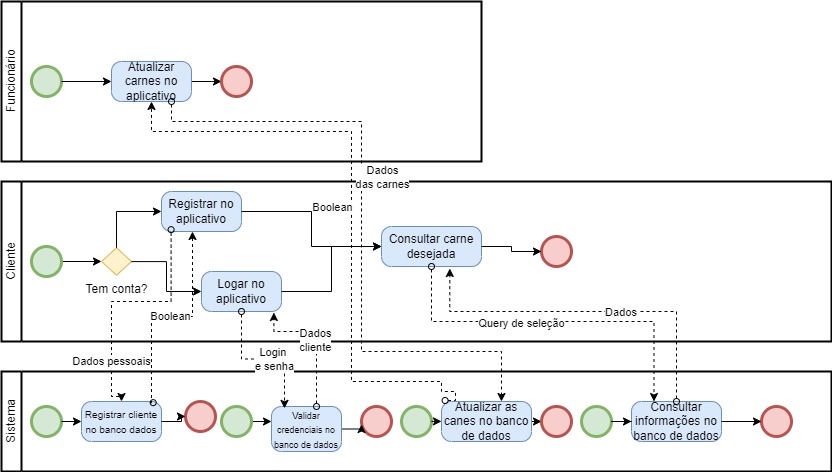 Funcionário
Atualizar
carnes no
aplicativo
Dados
das carnes
Cliente
Registrar no
aplicativo
Boolean
Consultar carne
desejada
Tem conta?
Logar no
aplicativo
Boolean
Dados
cliente
Query de seleção
Dados
Dados pessoais
Login
e senha
Sistema
Registrar cliente
no banco dados
Validar
credenciais no
banco de dados
Atualizar as
canes no banco
de dados
Consultar
informações no
banco de dados